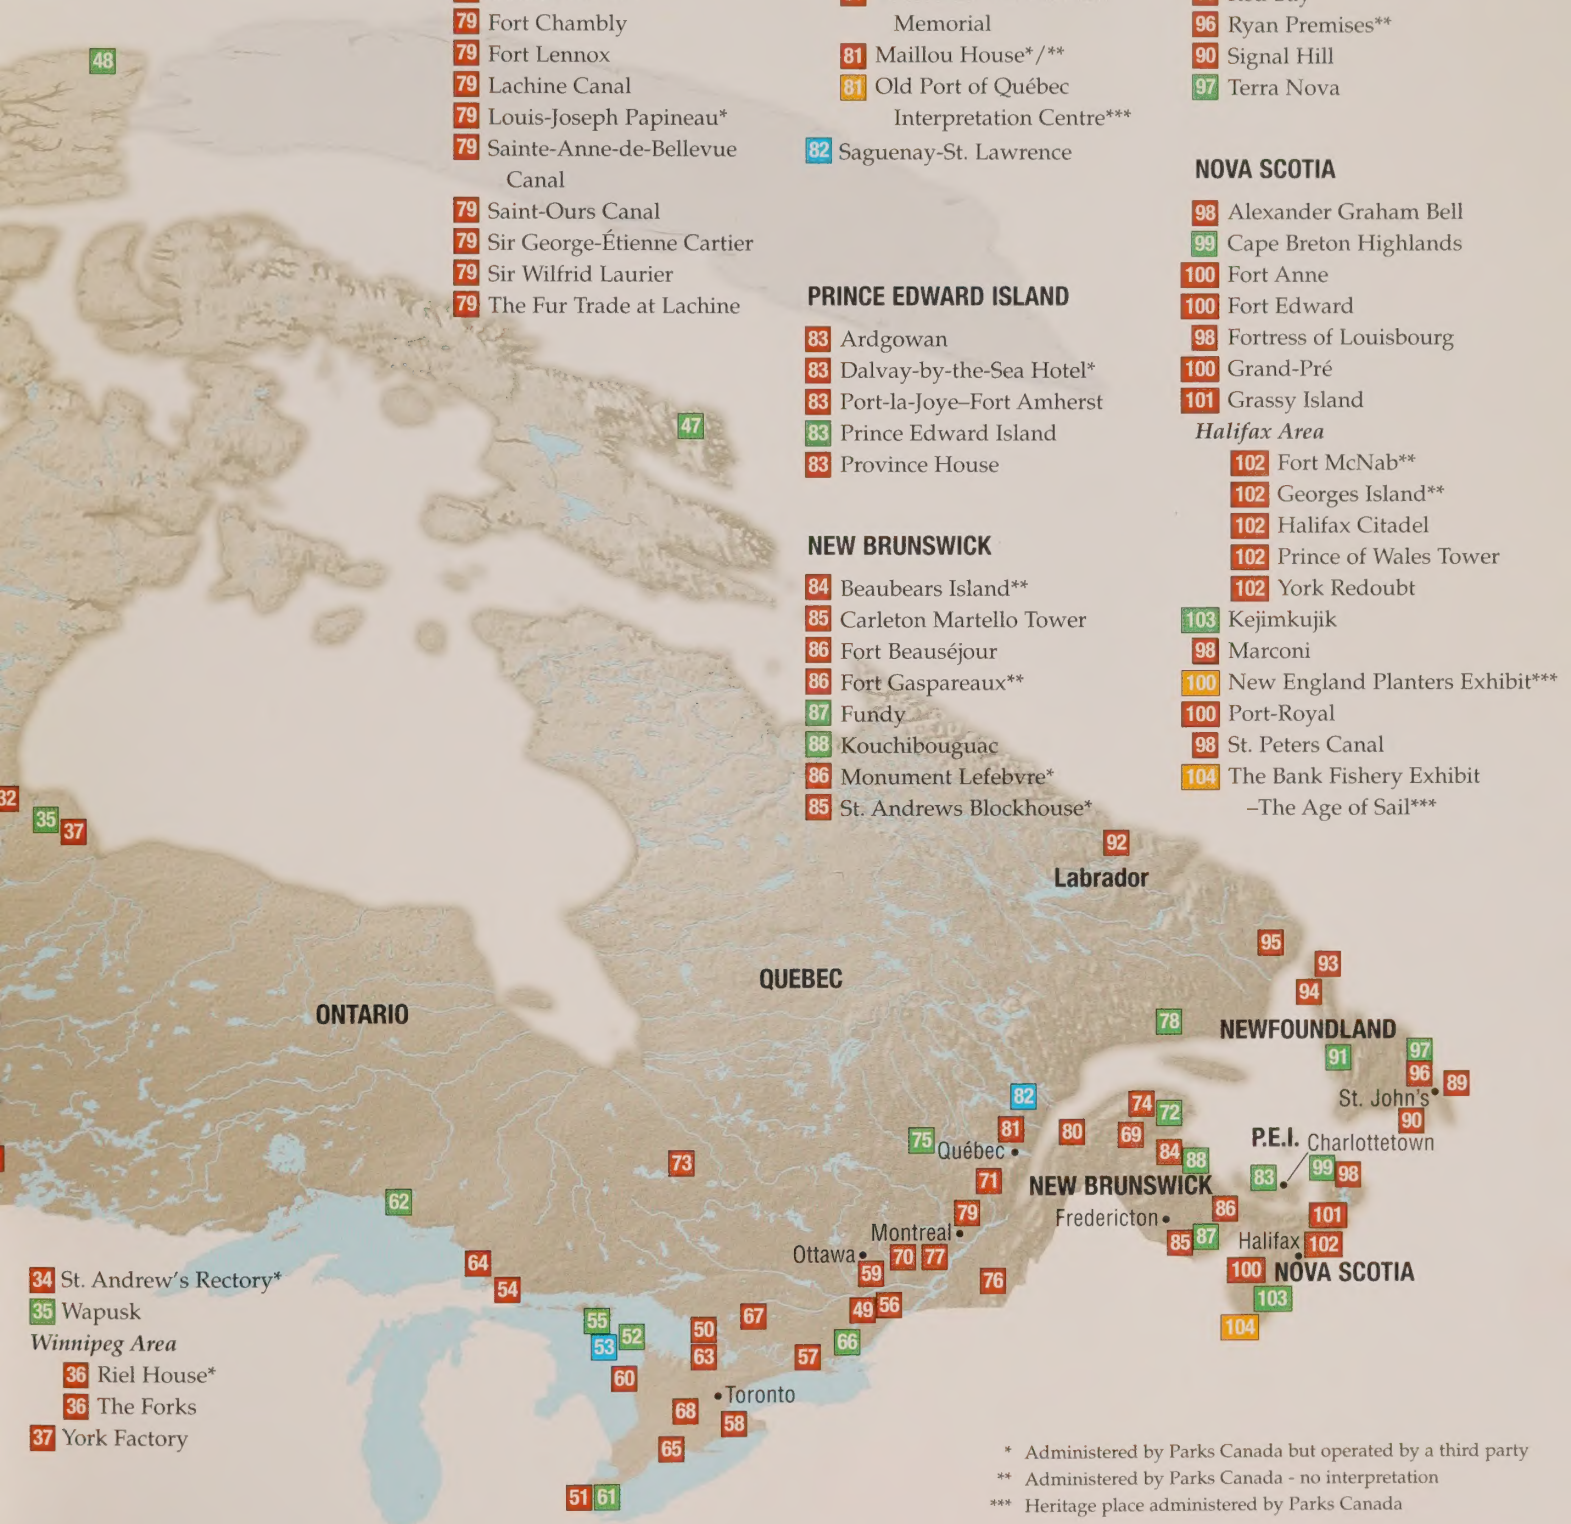 79 Fort Chambly
79 Fort Lennox
79 Lachine Canal
79 Louis-Joseph Papineau*
79 Sainte-Anne-de-Bellevue
Canal
79 Saint-Ours Canal
79 Sir George-Étienne Cartier
79 Sir Wilfrid Laurier
79 The Fur Trade at Lachine
Memorial
81 Maillou House*/**
81 Old Port of Québec
Interpretation Centre***
82 Saguenay-St. Lawrence
PRINCE EDWARD ISLAND
83 Ardgowan
83 Dalvay-by-the-Sea Hotel*
83 Port-la-Joye–Fort Amherst
83 Prince Edward Island
83 Province House
NEW BRUNSWICK
84 Beaubears Island**
85 Carleton Martello Tower
86 Fort Beauséjour
86 Fort Gaspareaux**
87 Fundy
88 Kouchibouguac
86 Monument Lefebvre*
85 St. Andrews Blockhouse*
96 Ryan Premises**
90 Signal Hill
97 Terra Nova
NOVA SCOTIA
98 Alexander Graham Bell
99 Cape Breton Highlands
100 Fort Anne
100 Fort Edward
98 Fortress of Louisbourg
100 Grand-Pré
101 Grassy Island
Halifax Area
102 Fort McNab**
102 Georges Island**
102 Halifax Citadel
102 Prince of Wales Tower
102 York Redoubt
103 Kejimkujik
98 Marconi
100 New England Planters Exhibit***
100 Port-Royal
98 St. Peters Canal
104 The Bank Fishery Exhibit
–The Age of Sail***
48
47
32
35
37
92
Labrador
95
93
94
QUEBEC
ONTARIO
78
NEWFOUNDLAND
91
97
96
89
St. John's
90
82
74
72
81
80
69
75
Québec
84
88
P.E.I.
Charlottetown
73
83
99
98
71
NEW BRUNSWICK
62
79
86
101
Fredericton
Montreal
85
87
Halifax
102
Ottawa
70
77
59
100
NOVA SCOTIA
64
76
54
103
49
56
104
55
52
53
50
67
66
63
57
60
Toronto
68
58
65
51
61
34 St. Andrew's Rectory*
35 Wapusk
Winnipeg Area
36 Riel House*
36 The Forks
37 York Factory
* Administered by Parks Canada but operated by a third party
** Administered by Parks Canada - no interpretation
*** Heritage place administered by Parks Canada